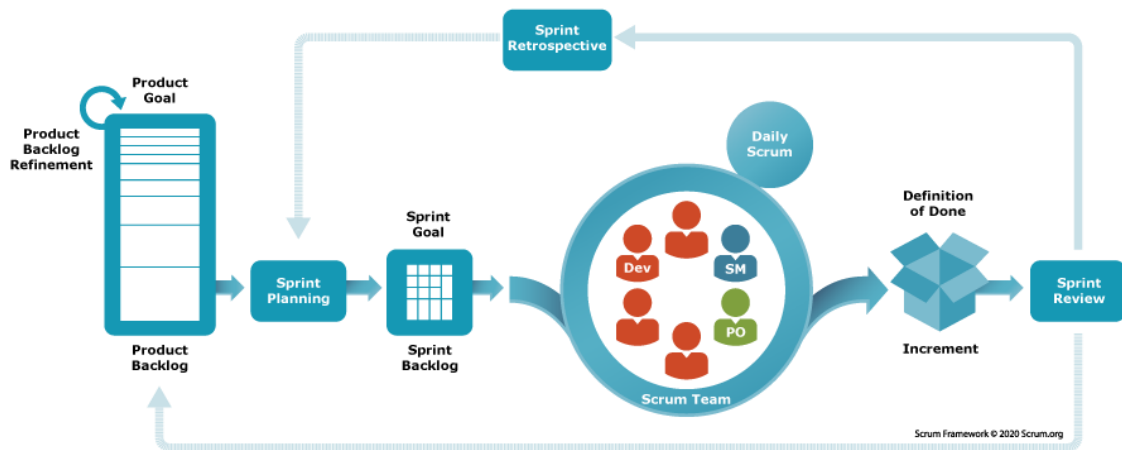 Sprint
Retrospective
Product
Goal
Product
Backlog
Refinement
Daily
Scrum
Definition
of Done
Sprint
Goal
Dev
SM
Sprint
Planning
Sprint
Review
PO
Product
Backlog
Sprint
Backlog
Increment
Scrum Team
Scrum Framework © 2020 Scrum.org